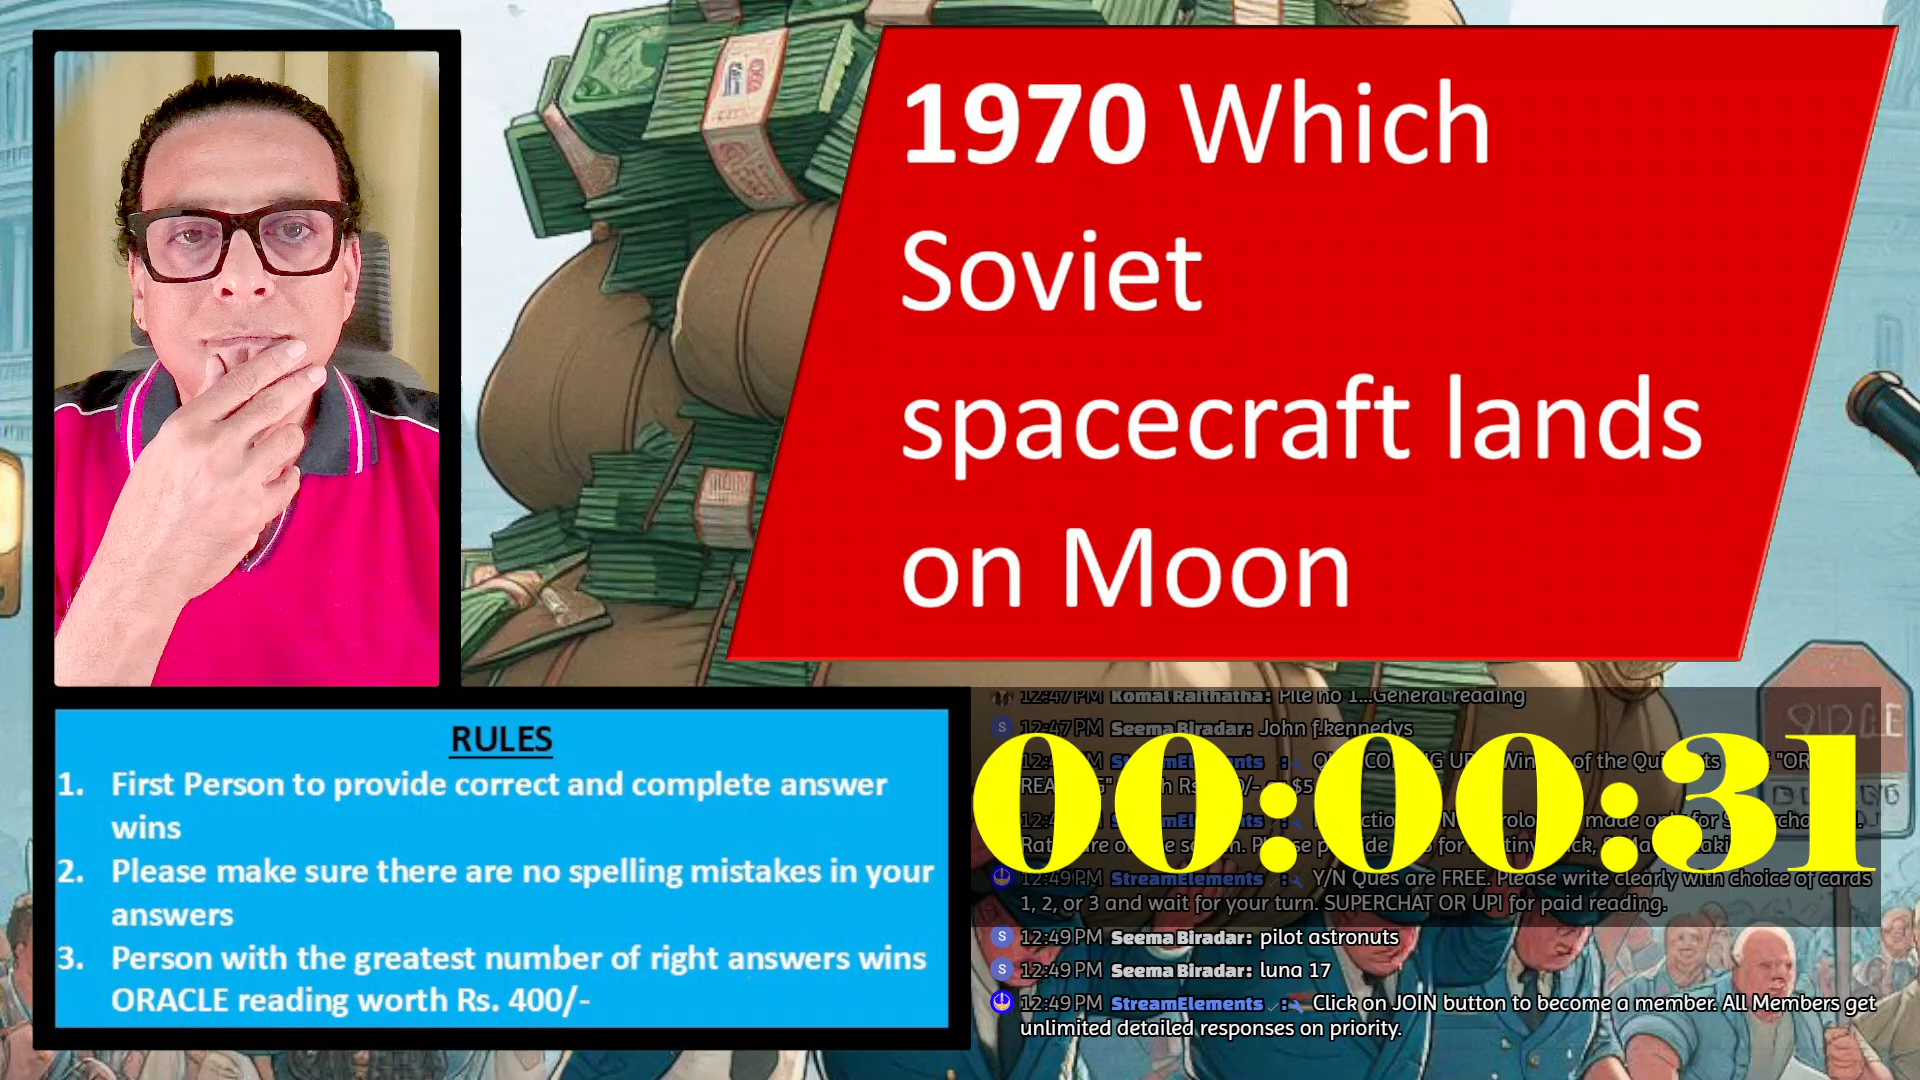 1970 Which
Soviet
spacecraft lands
on Moon
RULES
1. First Person to provide correct and complete answer
wins
2. Please make sure there are no spelling mistakes in your
answers
3. Person with the greatest number of right answers wins
ORACLE reading worth Rs. 400/-
12:47 PM Komal Raithatha: Pile no 1...General reading
12:47 PM Seema Biradar: John f.kennedys
00:00:31
12:49 PM StreamElements : Y/N Ques are FREE. Please write clearly with choice of cards
1, 2, or 3 and wait for your turn. SUPERCHAT OR UPI for paid reading.
12:49 PM Seema Biradar: pilot astronuts
12:49 PM Seema Biradar: luna 17
12:49 PM StreamElements : Click on JOIN button to become a member. All Members get
unlimited detailed responses on priority.